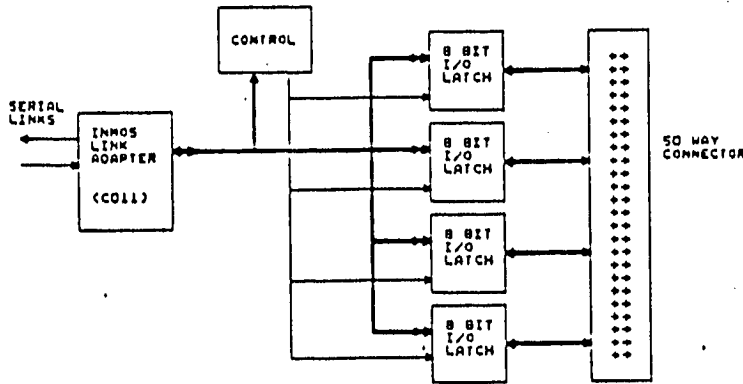 CONTROL
8 BIT
I/O
LATCH
SERIAL
LINKS
INMOS
LINK
ADAPTER
(C011)
8 BIT
I/O
LATCH
50 WAY
CONNECTOR
8 BIT
I/O
LATCH
8 BIT
I/O
LATCH